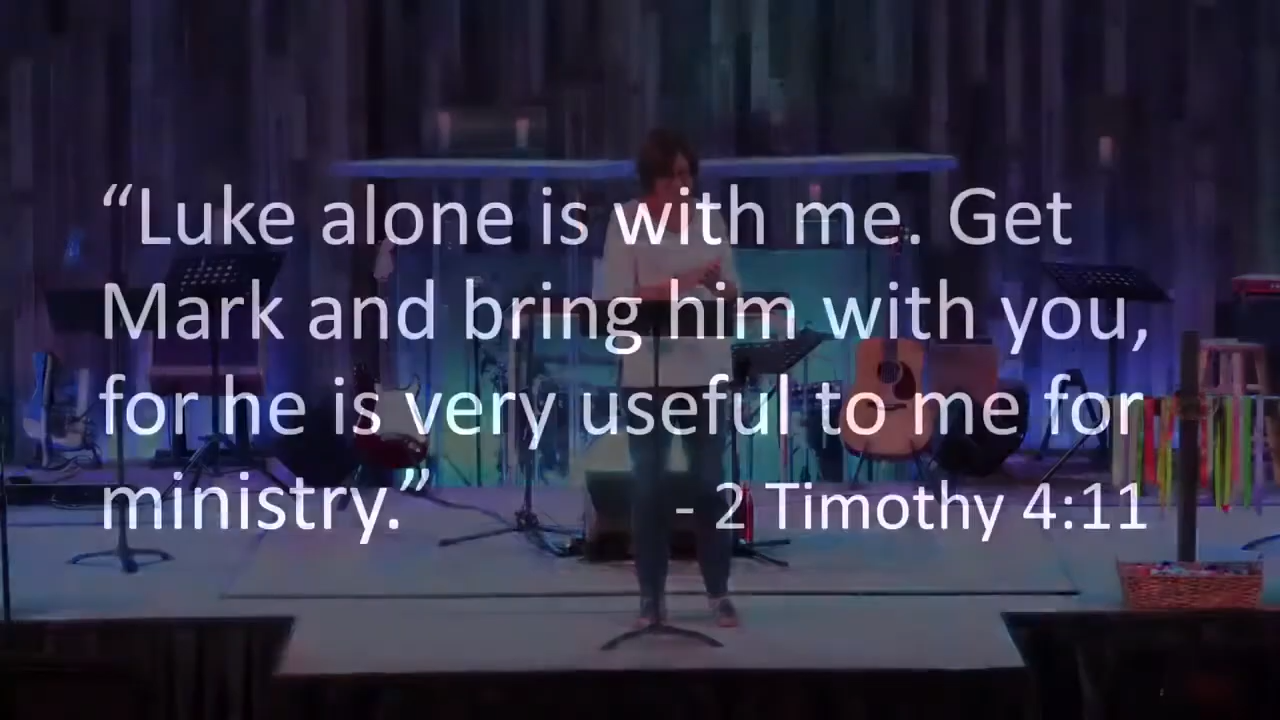 “Luke alone is with me. Get
Mark and bring him with you,
for he is very useful to me for
ministry.” - 2 Timothy 4:11